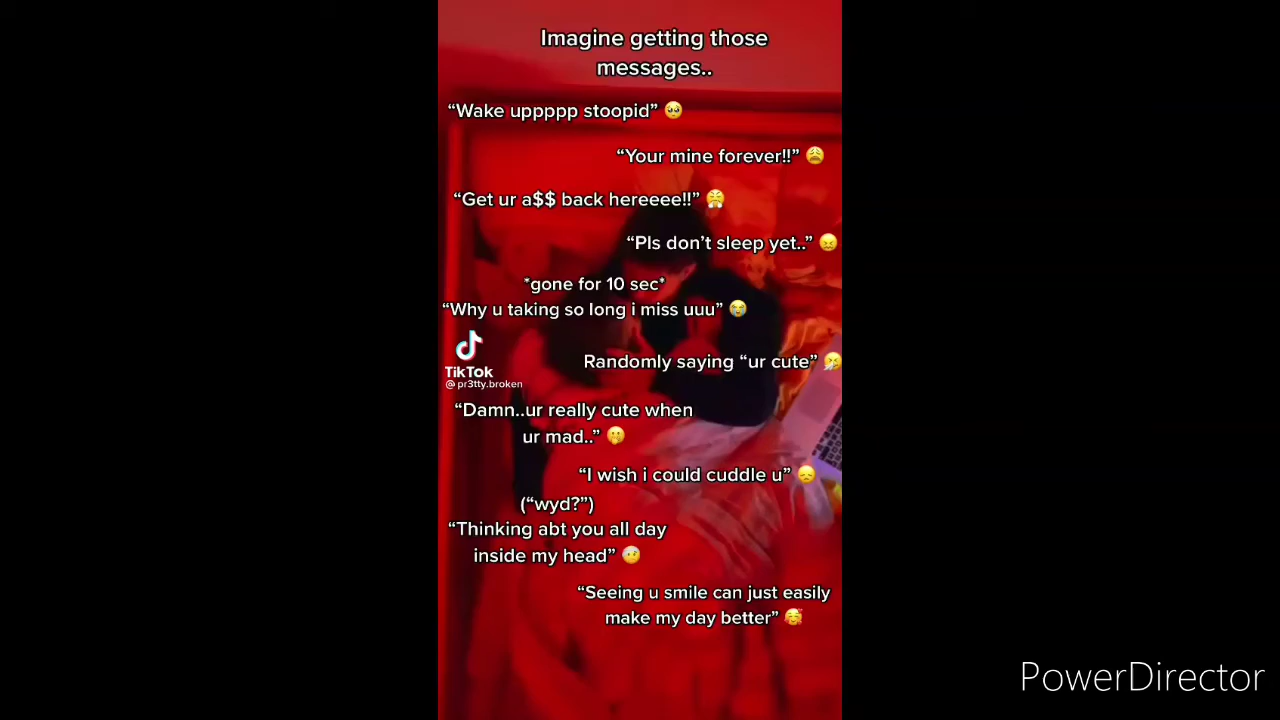 Imagine getting those
messages..
“Wake uppppp stoopid” 🥺
“Your mine forever!!” 😩
“Get ur a$$ back hereeee!!” 😤
“Pls don’t sleep yet..” 😖
*gone for 10 sec*
“Why u taking so long i miss uuu” 😭
TikTok
@pr3tty.broken
Randomly saying “ur cute” 🤧
“Damn..ur really cute when
ur mad..” 🤫
“I wish i could cuddle u” 😞
(“wyd?”)
“Thinking abt you all day
inside my head” 🤕
“Seeing u smile can just easily
make my day better” 🥰
PowerDirector